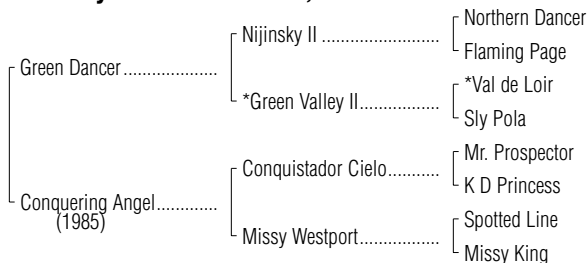 Northern Dancer
Nijinsky II ........................
Flaming Page
Green Dancer ...................
*Val de Loir
*Green Valley II................
Sly Pola
Mr. Prospector
Conquistador Cielo..........
K D Princess
Conquering Angel............
(1985)
Spotted Line
Missy Westport................
Missy King